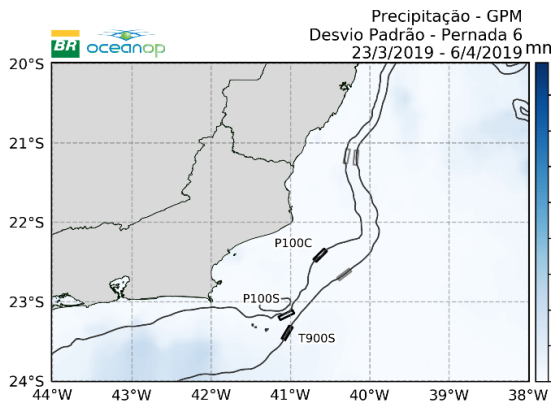 Precipitação - GPM
Desvio Padrão - Pernada 6
23/3/2019 - 6/4/2019
BR oceanop
mn
20°S
21°S
22°S
23°S
24°S
P100C
P100S
T900S
44°W 43°W 42°W 41°W 40°W 39°W 38°W